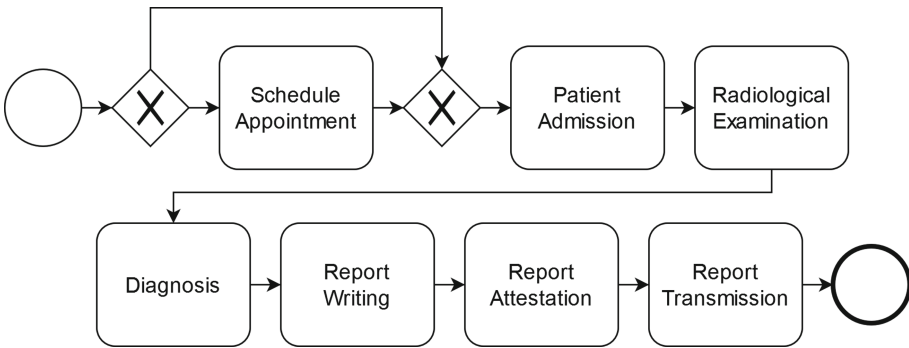 Schedule
Appointment
Patient
Admission
Radiological
Examination
Diagnosis
Report
Writing
Report
Attestation
Report
Transmission